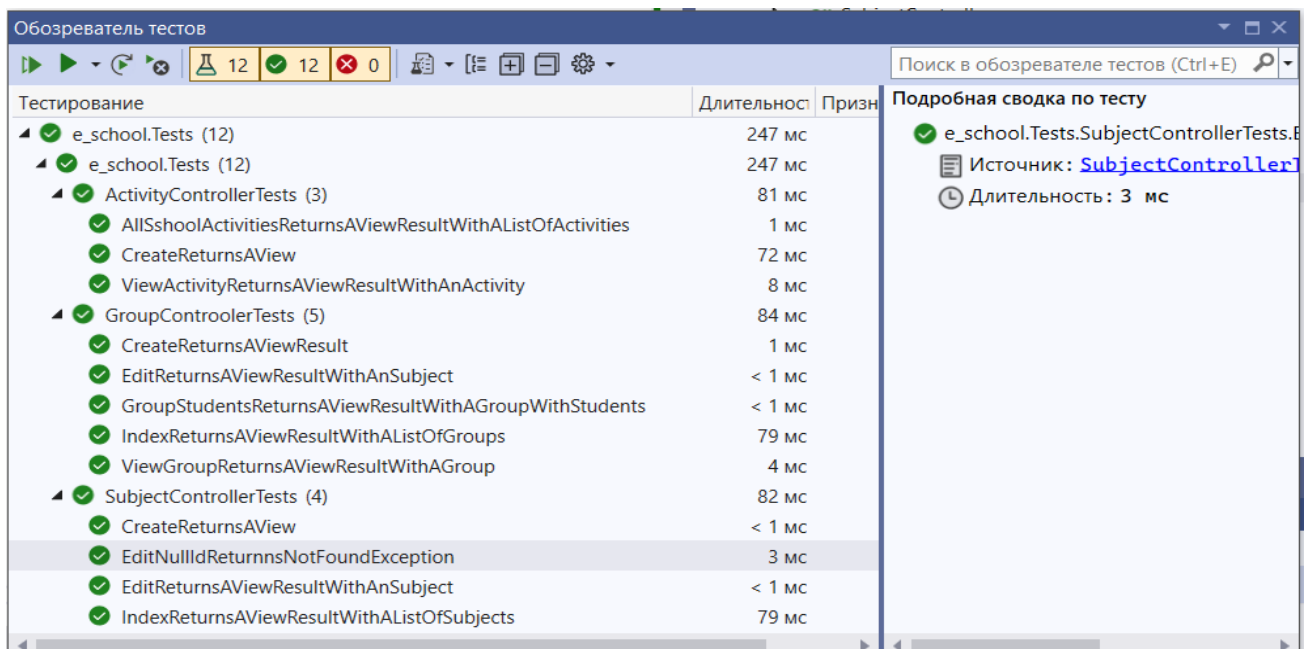 Обозреватель тестов
12 12 0
Поиск в обозревателе тестов (Ctrl+E)
Тестирование Длительност Призн
e_school.Tests (12) 247 мс
e_school.Tests (12) 247 мс
ActivityControllerTests (3) 81 мс
AllSshoolActivitiesReturnsAViewResultWithAListOfActivities 1 мс
CreateReturnsAView 72 мс
ViewActivityReturnsAViewResultWithAnActivity 8 мс
GroupControolerTests (5) 84 мс
CreateReturnsAViewResult 1 мс
EditReturnsAViewResultWithAnSubject < 1 мс
GroupStudentsReturnsAViewResultWithAGroupWithStudents < 1 мс
IndexReturnsAViewResultWithAListOfGroups 79 мс
ViewGroupReturnsAViewResultWithAGroup 4 мс
SubjectControllerTests (4) 82 мс
CreateReturnsAView < 1 мс
EditNullIdReturnnsNotFoundException 3 мс
EditReturnsAViewResultWithAnSubject < 1 мс
IndexReturnsAViewResultWithAListOfSubjects 79 мс
Подробная сводка по тесту
e_school.Tests.SubjectControllerTests.E
Источник: SubjectControllerT
Длительность: 3 мс